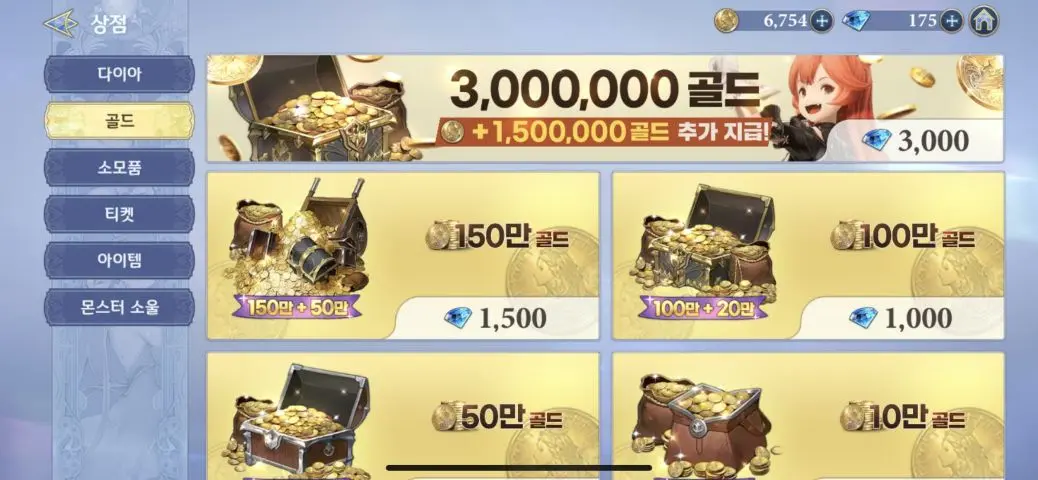 상점
6,754
175
다이아
골드
소모품
티켓
아이템
몬스터 소울
3,000,000 골드
+1,500,000 골드 추가 지급!
3,000
150만 골드
150만 + 50만
1,500
100만 골드
100만 + 20만
1,000
50만 골드
10만 골드